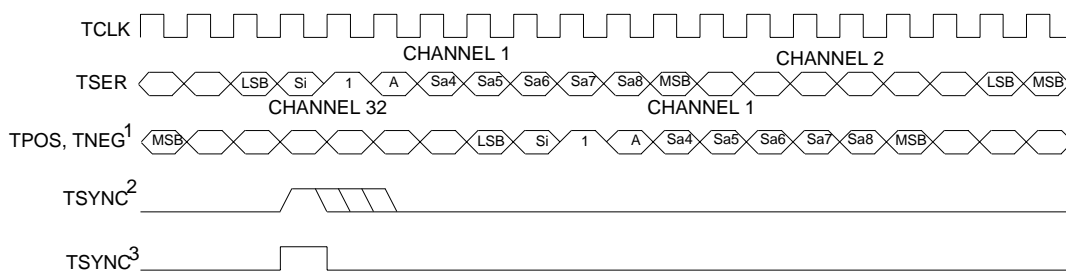 TCLK
CHANNEL 1 CHANNEL 2
TSER LSB Si 1 A Sa4 Sa5 Sa6 Sa7 Sa8 MSB LSB MSB
CHANNEL 32 CHANNEL 1
TPOS, TNEG1 MSB LSB Si 1 A Sa4 Sa5 Sa6 Sa7 Sa8 MSB
TSYNC2
TSYNC3